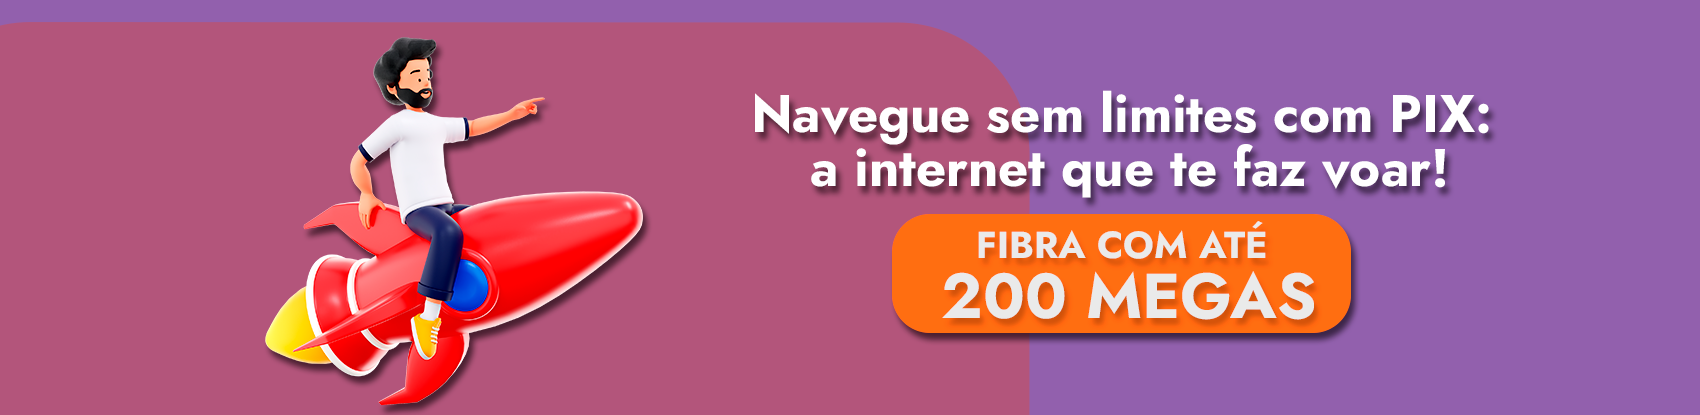 Navegue sem limites com PIX:
a internet que te faz voar!
FIBRA COM ATÉ
200 MEGAS